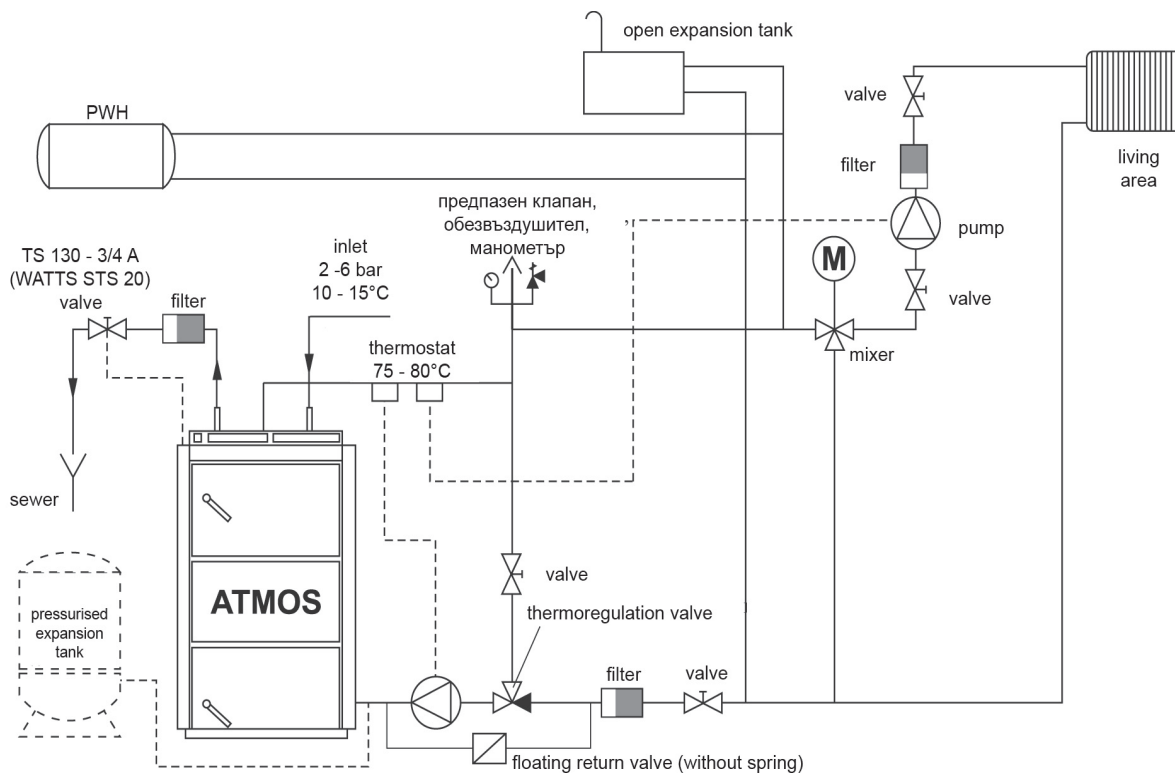 open expansion tank
PWH
valve
filter
living
area
предпазен клапан,
обезвъздушител,
манометър
pump
TS 130 - 3/4 A
(WATTS STS 20)
valve
filter
inlet
2 -6 bar
10 - 15°C
M
valve
mixer
thermostat
75 - 80°C
sewer
valve
ATMOS
thermoregulation valve
pressurised
expansion
tank
filter
valve
floating return valve (without spring)